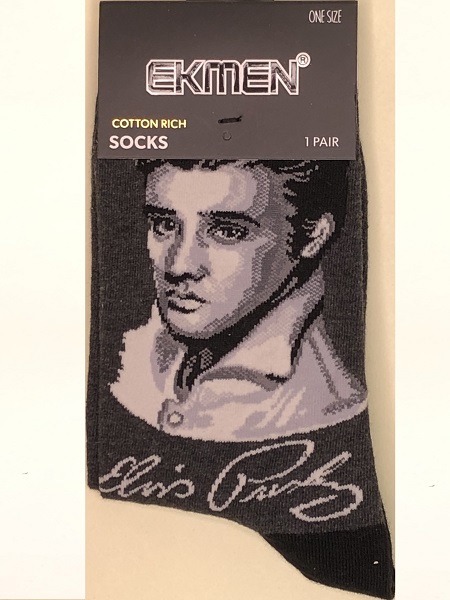 ONE SIZE
EKMEN®
COTTON RICH
SOCKS
1 PAIR
Elvis Presley